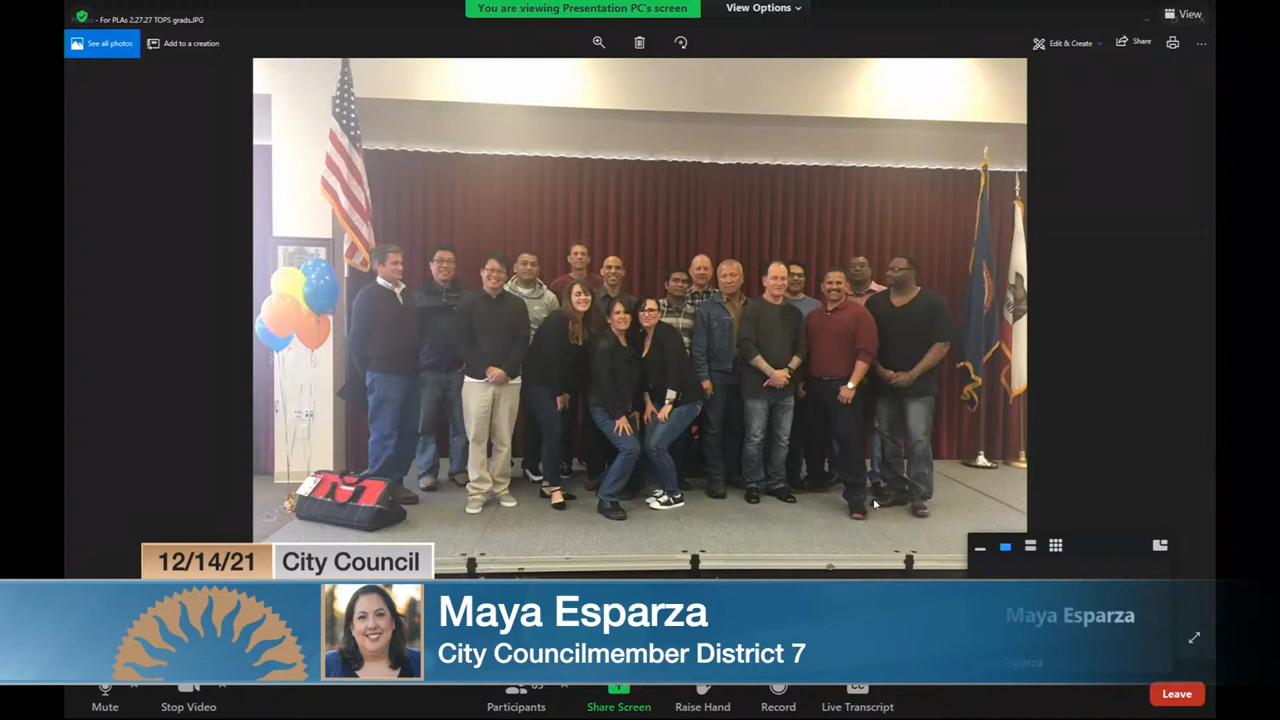 For PLAs 2.27.27 TOPS grads.JPG
You are viewing Presentation PC's screen
View Options
View
See all photos
Add to a creation
Edit & Create
Share
12/14/21
City Council
Maya Esparza
City Councilmember District 7
Maya Esparza
Esparza
Mute
Stop Video
Participants
Share Screen
Raise Hand
Record
Live Transcript
Leave